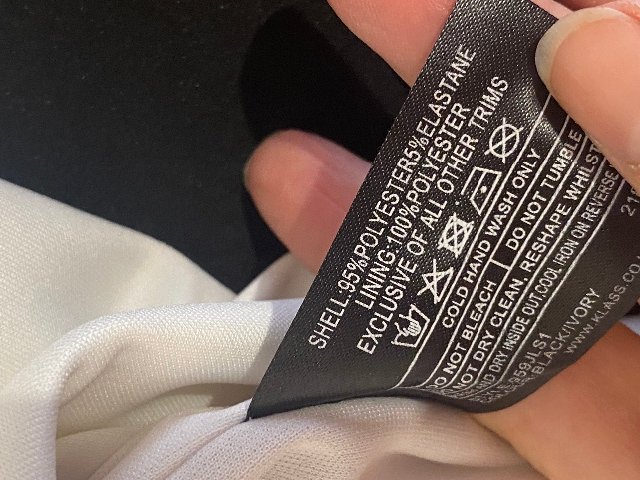 SHELL:95%POLYESTER5%ELASTANE
LINING:100%POLYESTER
EXCLUSIVE OF ALL OTHER TRIMS
COLD HAND WASH ONLY
DO NOT BLEACH | DO NOT TUMBLE
NOT DRY CLEAN, RESHAPE WHILST
AND DRY INSIDE OUT.COOL IRON ON REVERSE
959JLS1
BLACK/IVORY
WWW.KLASS.CO